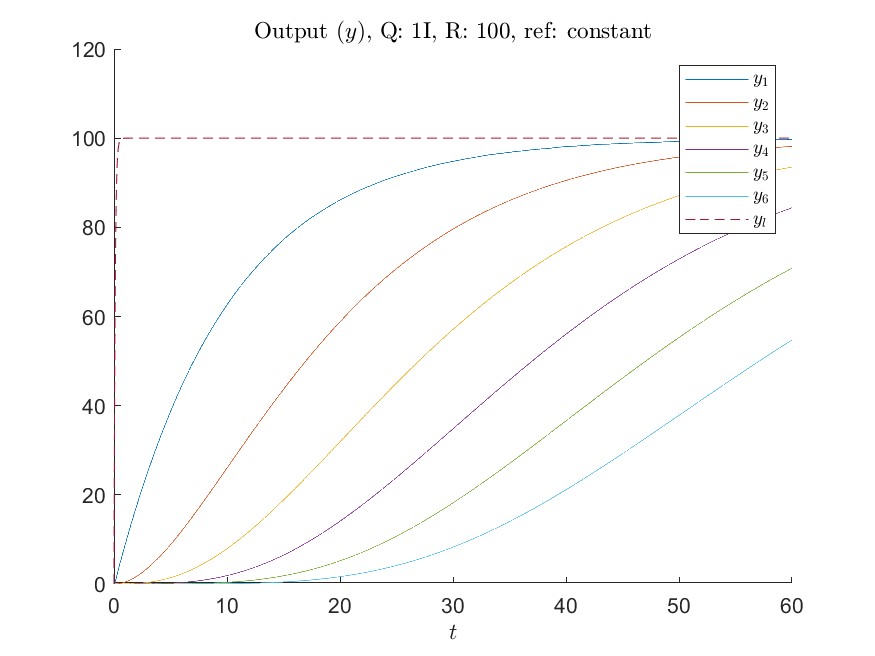 Output (y), Q: 1I, R: 100, ref: constant
120
100
80
60
40
20
0
y₁
y₂
y₃
y₄
y₅
y₆
yₗ
0 10 20 30 40 50 60
t